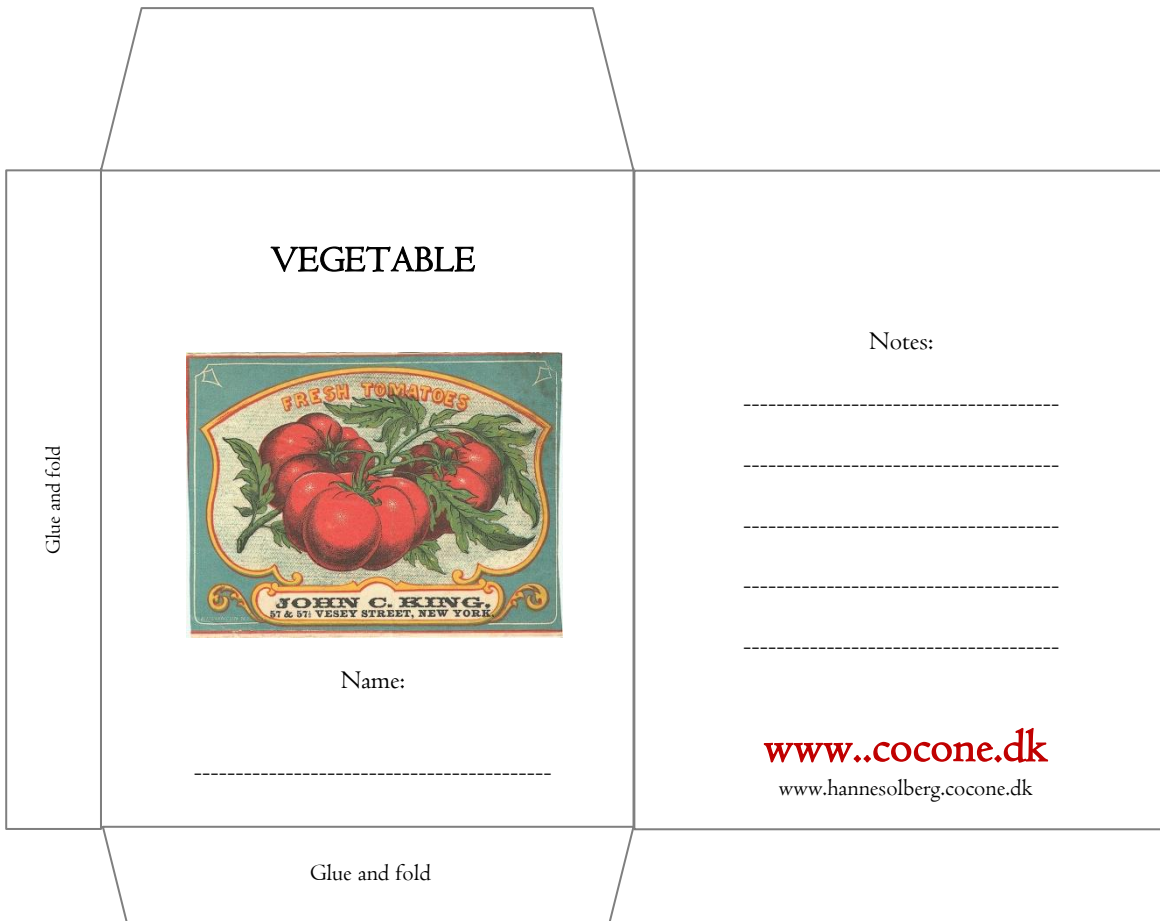 VEGETABLE
FRESH TOMATOES
JOHN C. KING,
57 & 57½ VESEY STREET, NEW YORK.
Name:
-------------------------------------------
Glue and fold
Glue and fold
Notes:
--------------------------------------
--------------------------------------
--------------------------------------
--------------------------------------
--------------------------------------
www..cocone.dk
www.hannesolberg.cocone.dk